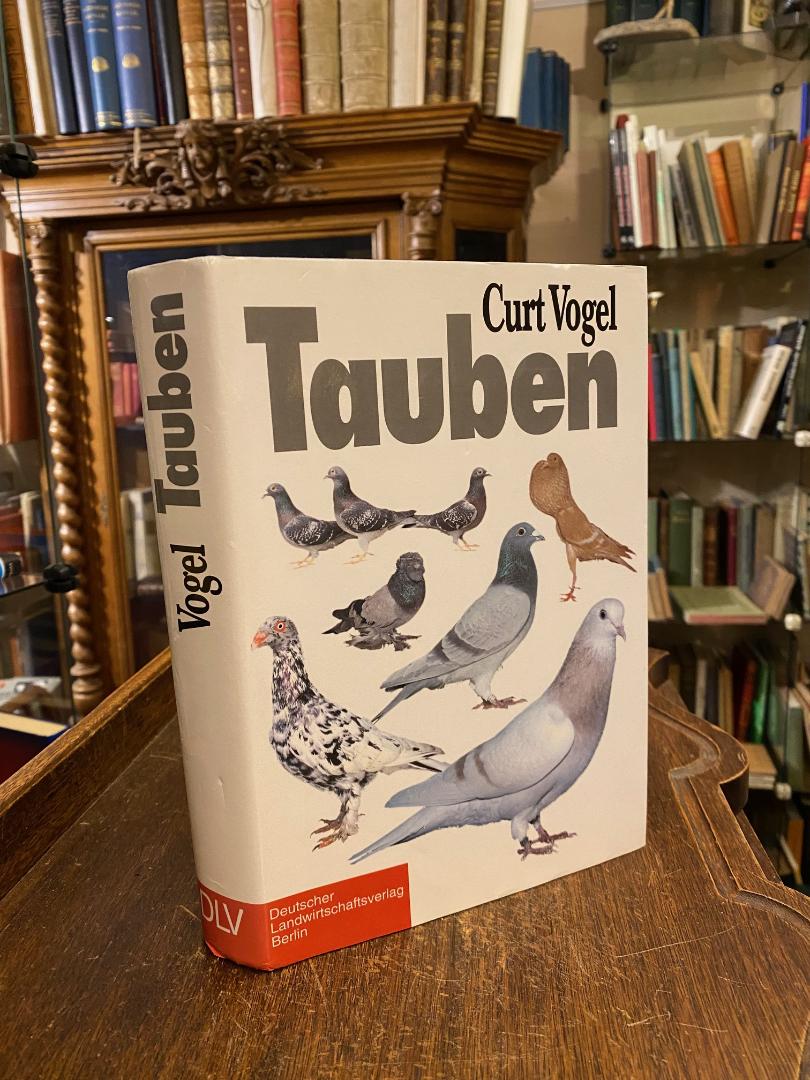 Curt Vogel
Tauben
Vogel Tauben
DLV
Deutscher
Landwirtschaftsverlag
Berlin